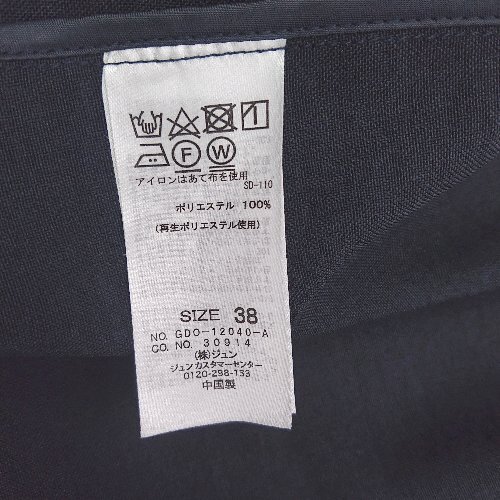 F W
アイロンはあて布を使用
SD-110
ポリエステル 100%
(再生ポリエステル使用)
SIZE 38
NO. GDO-12040-A
CO. NO. 30914
(株)ジュン
ジュンカスタマーセンター
0120-298-133
中国製